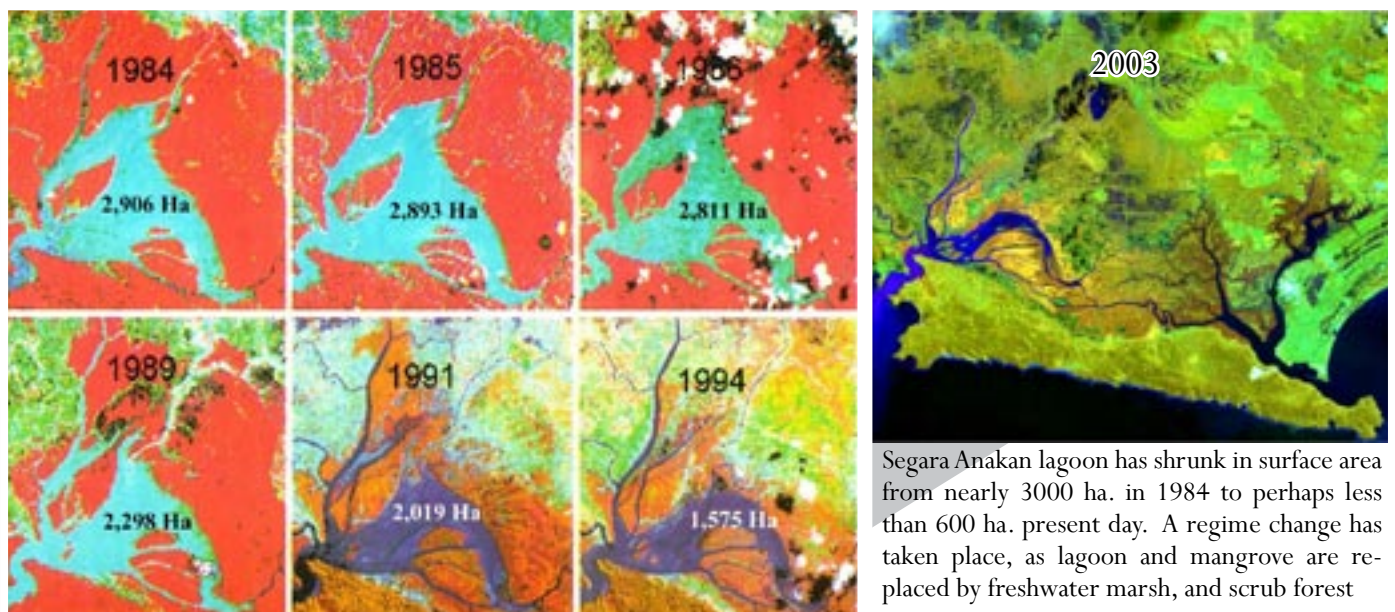 1984
1985
1986
2,906 Ha
2,893 Ha
2,811 Ha
1989
1991
1994
2,298 Ha
2,019 Ha
1,575 Ha
2003
Segara Anakan lagoon has shrunk in surface area
from nearly 3000 ha. in 1984 to perhaps less
than 600 ha. present day. A regime change has
taken place, as lagoon and mangrove are re-
placed by freshwater marsh, and scrub forest